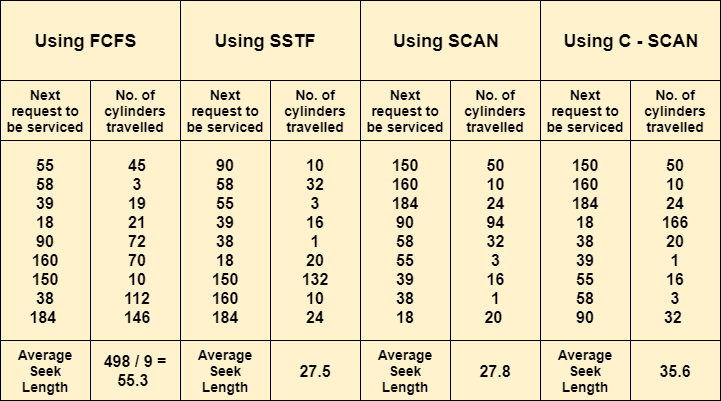 Using FCFS
Using SSTF
Using SCAN
Using C - SCAN
Next
request to
be serviced
No. of
cylinders
travelled
Next
request to
be serviced
No. of
cylinders
travelled
Next
request to
be serviced
No. of
cylinders
travelled
Next
request to
be serviced
No. of
cylinders
travelled
55 45 90 10 150 50 150 50
58 3 58 32 160 10 160 10
39 19 55 3 184 24 184 24
18 21 39 16 90 94 18 166
90 72 38 1 58 32 38 20
160 70 18 20 55 3 39 1
150 10 150 132 39 16 55 16
38 112 160 10 38 1 58 3
184 146 184 24 18 20 90 32
Average
Seek
Length
498 / 9 =
55.3
Average
Seek
Length
27.5
Average
Seek
Length
27.8
Average
Seek
Length
35.6